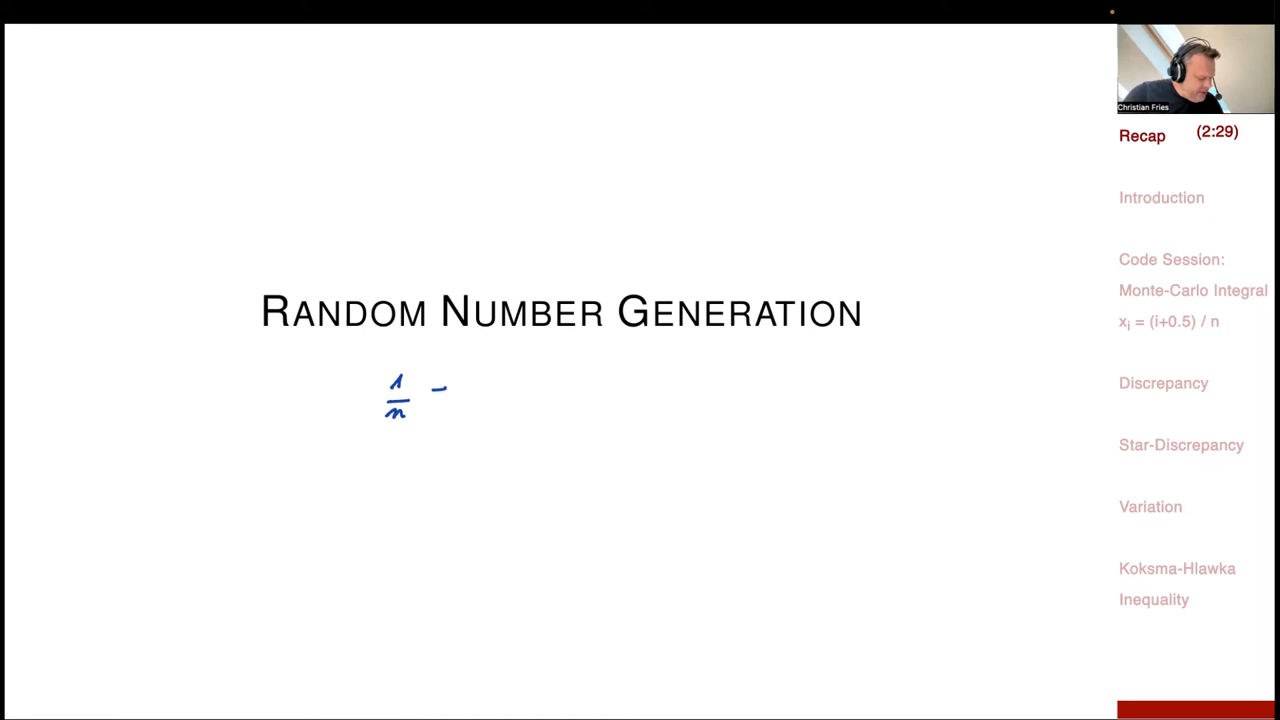 Christian Fries
Recap (2:29)
Introduction
Code Session:
Monte-Carlo Integral
xᵢ = (i+0.5) / n
Discrepancy
Star-Discrepancy
Variation
Koksma-Hlawka
Inequality
RANDOM NUMBER GENERATION
1/n -